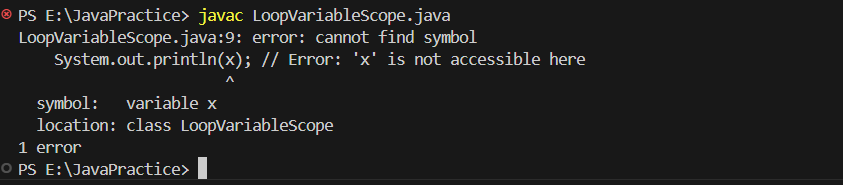 PS E:\JavaPractice> javac LoopVariableScope.java
LoopVariableScope.java:9: error: cannot find symbol
    System.out.println(x); // Error: 'x' is not accessible here
                       ^
  symbol:   variable x
  location: class LoopVariableScope
1 error
PS E:\JavaPractice>